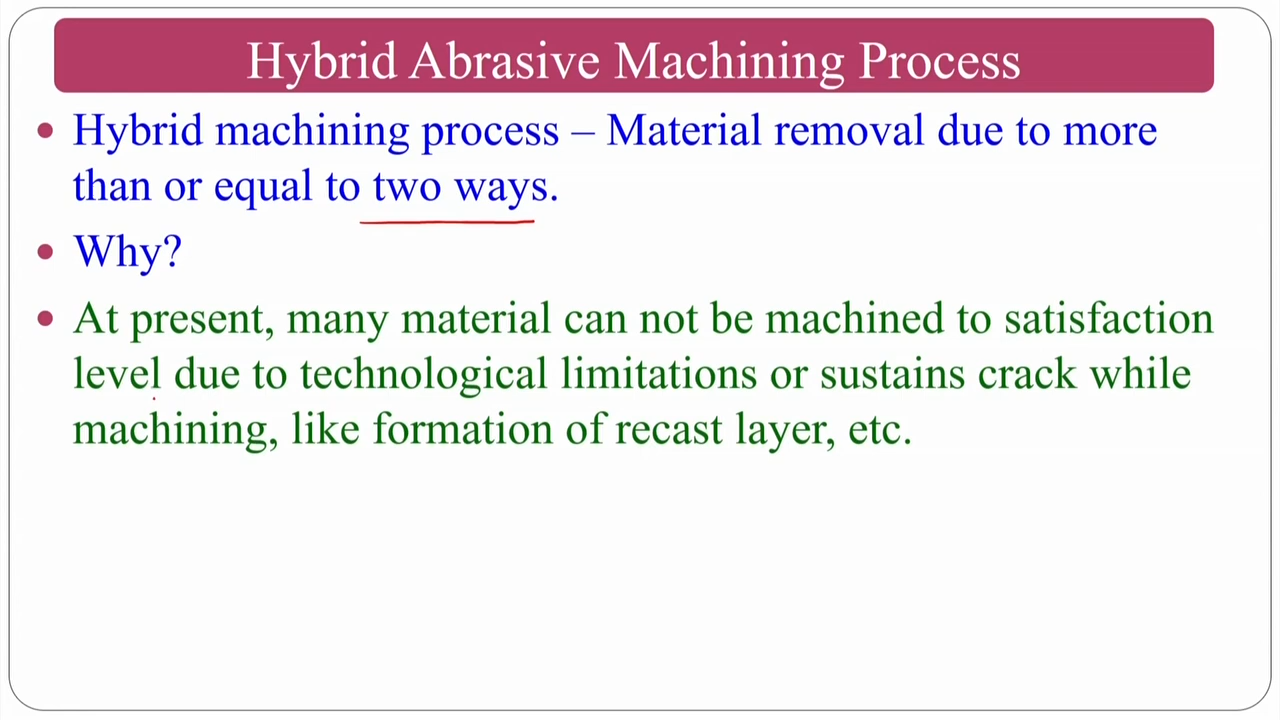 Hybrid Abrasive Machining Process
• Hybrid machining process – Material removal due to more
than or equal to two ways.
• Why?
• At present, many material can not be machined to satisfaction
level due to technological limitations or sustains crack while
machining, like formation of recast layer, etc.